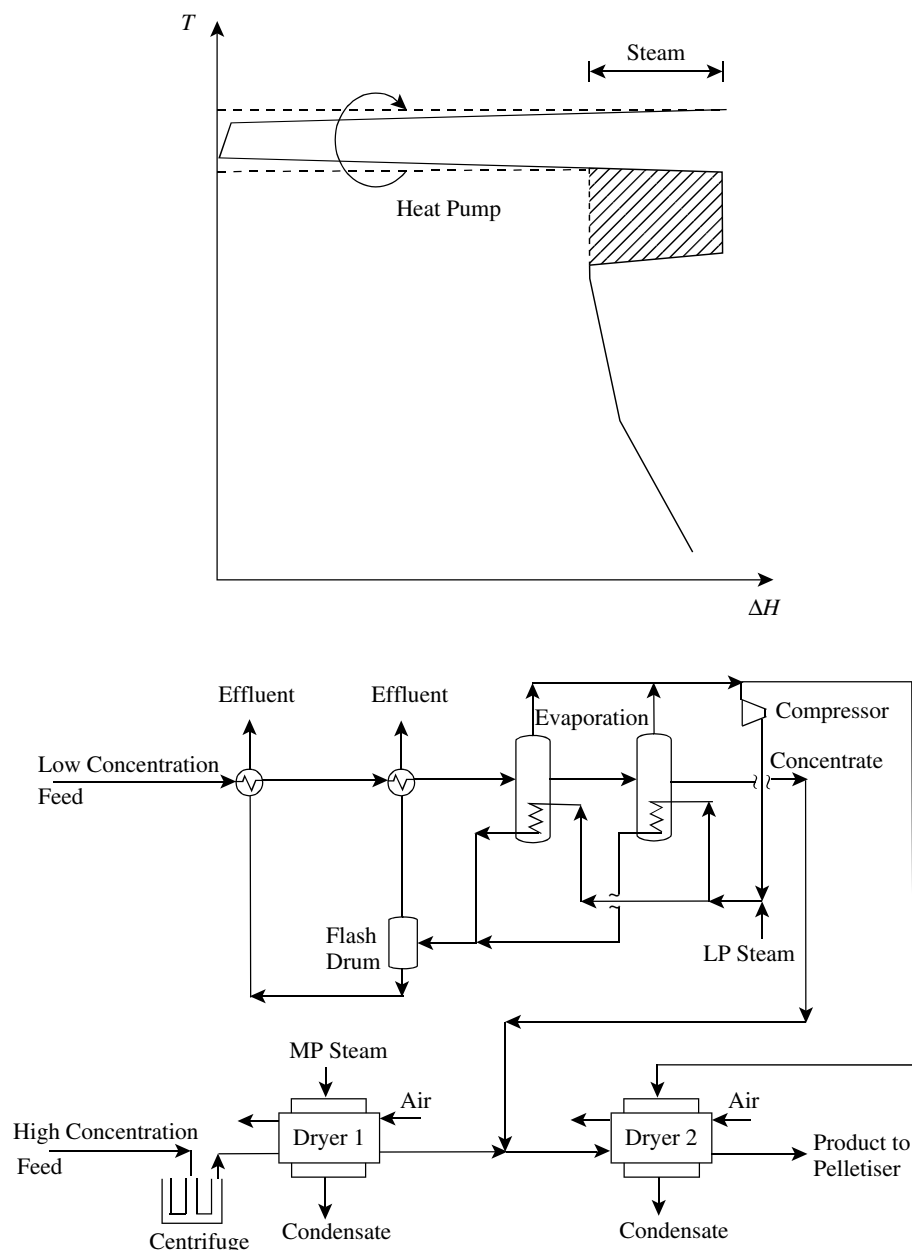 T
Steam
Heat Pump
ΔH
Effluent
Effluent
Evaporation
Compressor
Low Concentration
Feed
Concentrate
Flash
Drum
LP Steam
MP Steam
Air
Air
High Concentration
Feed
Dryer 1
Dryer 2
Product to
Pelletiser
Centrifuge
Condensate
Condensate